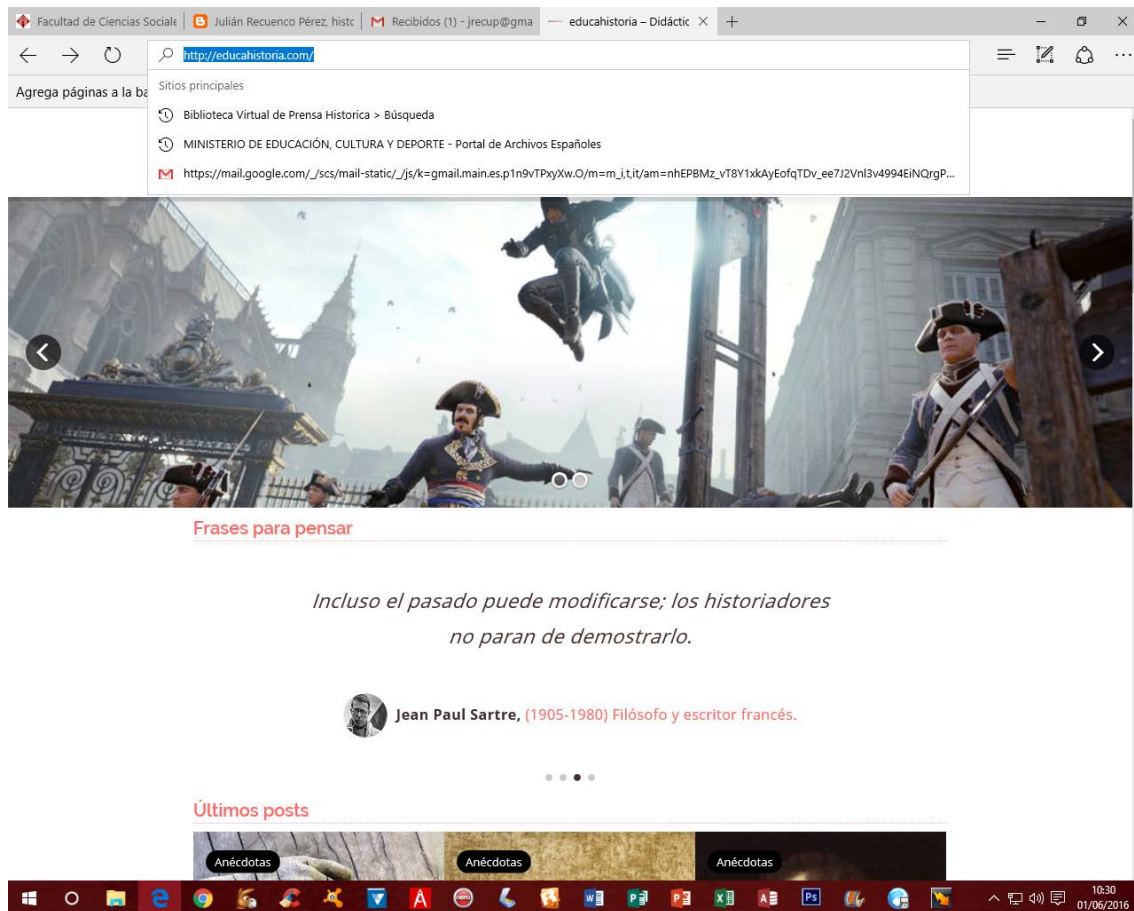 Facultad de Ciencias Sociale
Julián Recuenco Pérez, histo
Recibidos (1) - jrecup@gma
educahistoria – Didáctic
http://educahistoria.com/
Agrega páginas a la ba
Sitios principales
Biblioteca Virtual de Prensa Historica > Búsqueda
MINISTERIO DE EDUCACIÓN, CULTURA Y DEPORTE - Portal de Archivos Españoles
https://mail.google.com/_/scs/mail-static/_/js/k=gmail.main.es.p1n9vTPxyXw.O/m=m_i,t,it/am=nhEPBMz_vT8Y1xkAyEofqTDv_ee7J2Vnl3v4994EiNQrgP...
Frases para pensar
Incluso el pasado puede modificarse; los historiadores
no paran de demostrarlo.
Jean Paul Sartre, (1905-1980) Filósofo y escritor francés.
Últimos posts
Anécdotas
Anécdotas
Anécdotas
10:30
01/06/2016